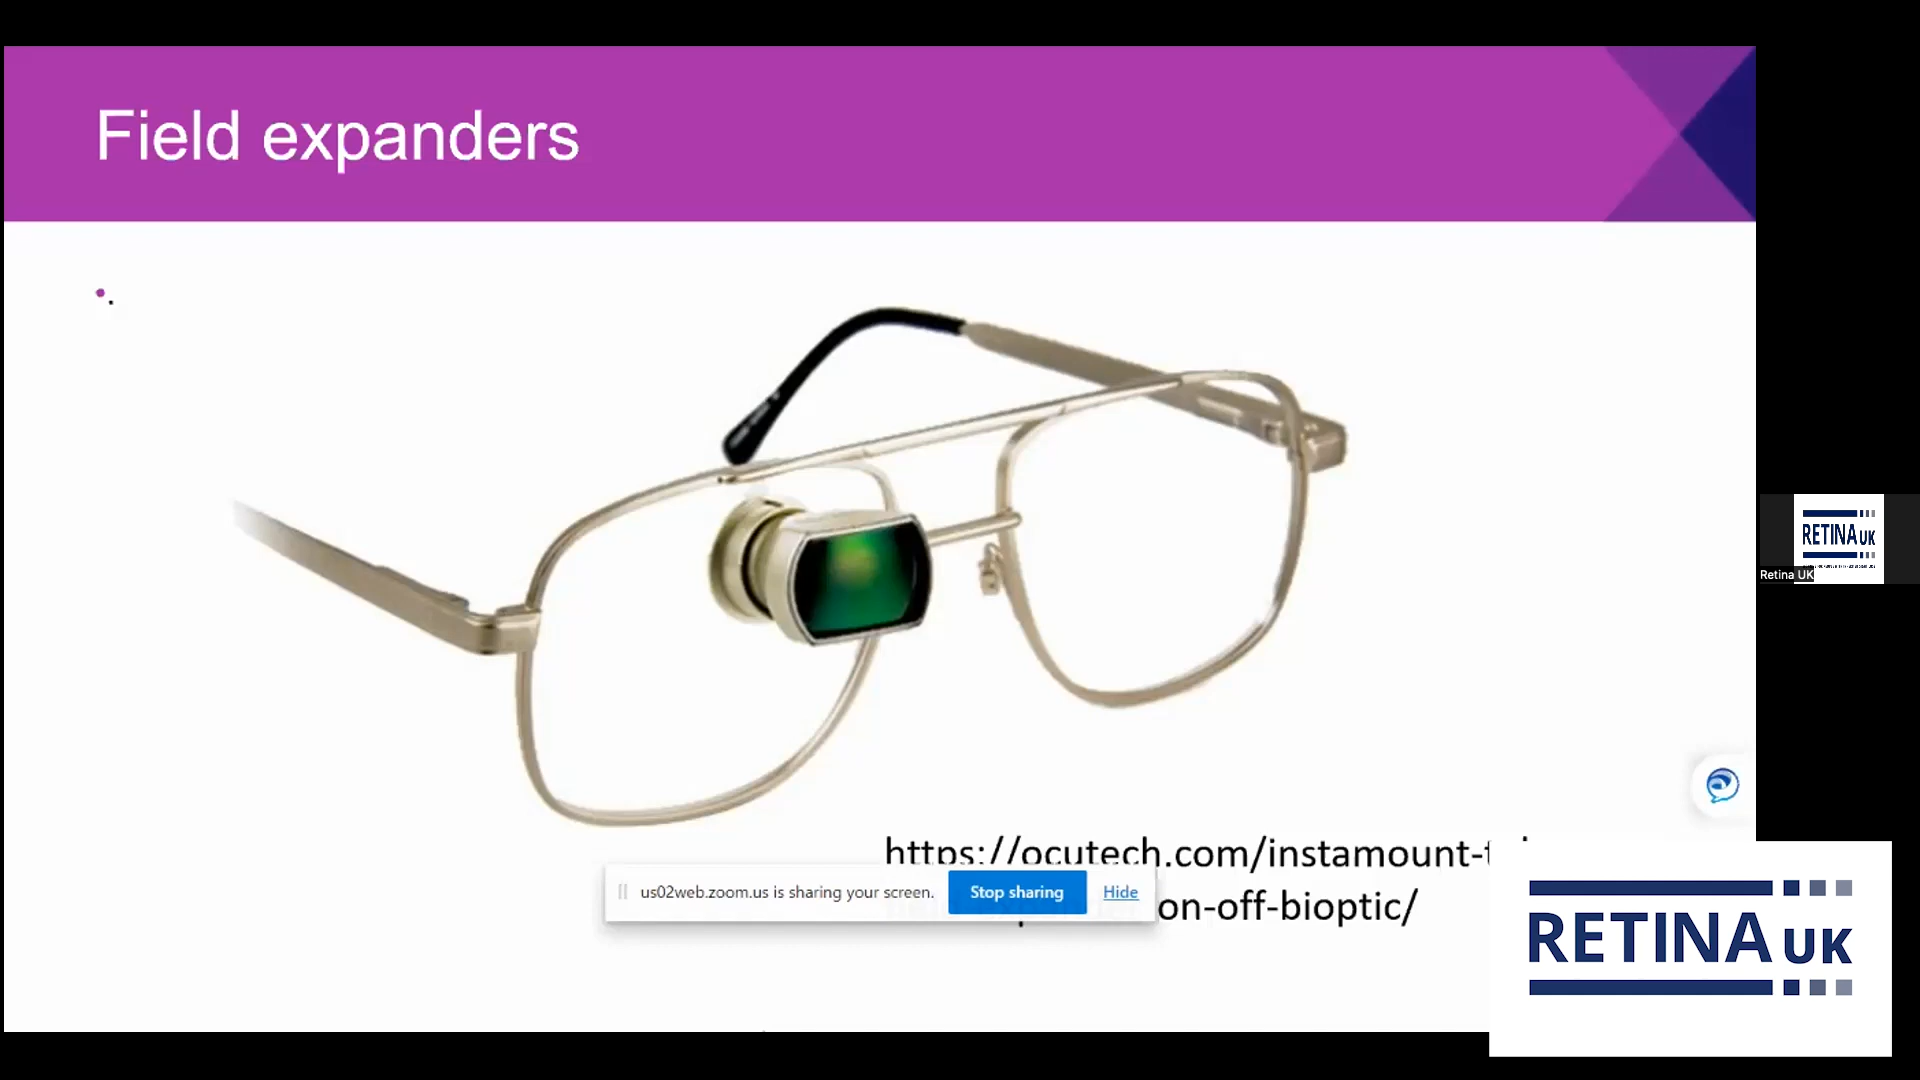 Field expanders
RETINA UK
Retina UK
https://ocutech.com/instamount-
us02web.zoom.us is sharing your screen.
Stop sharing
Hide
on-off-bioptic/
RETINA UK